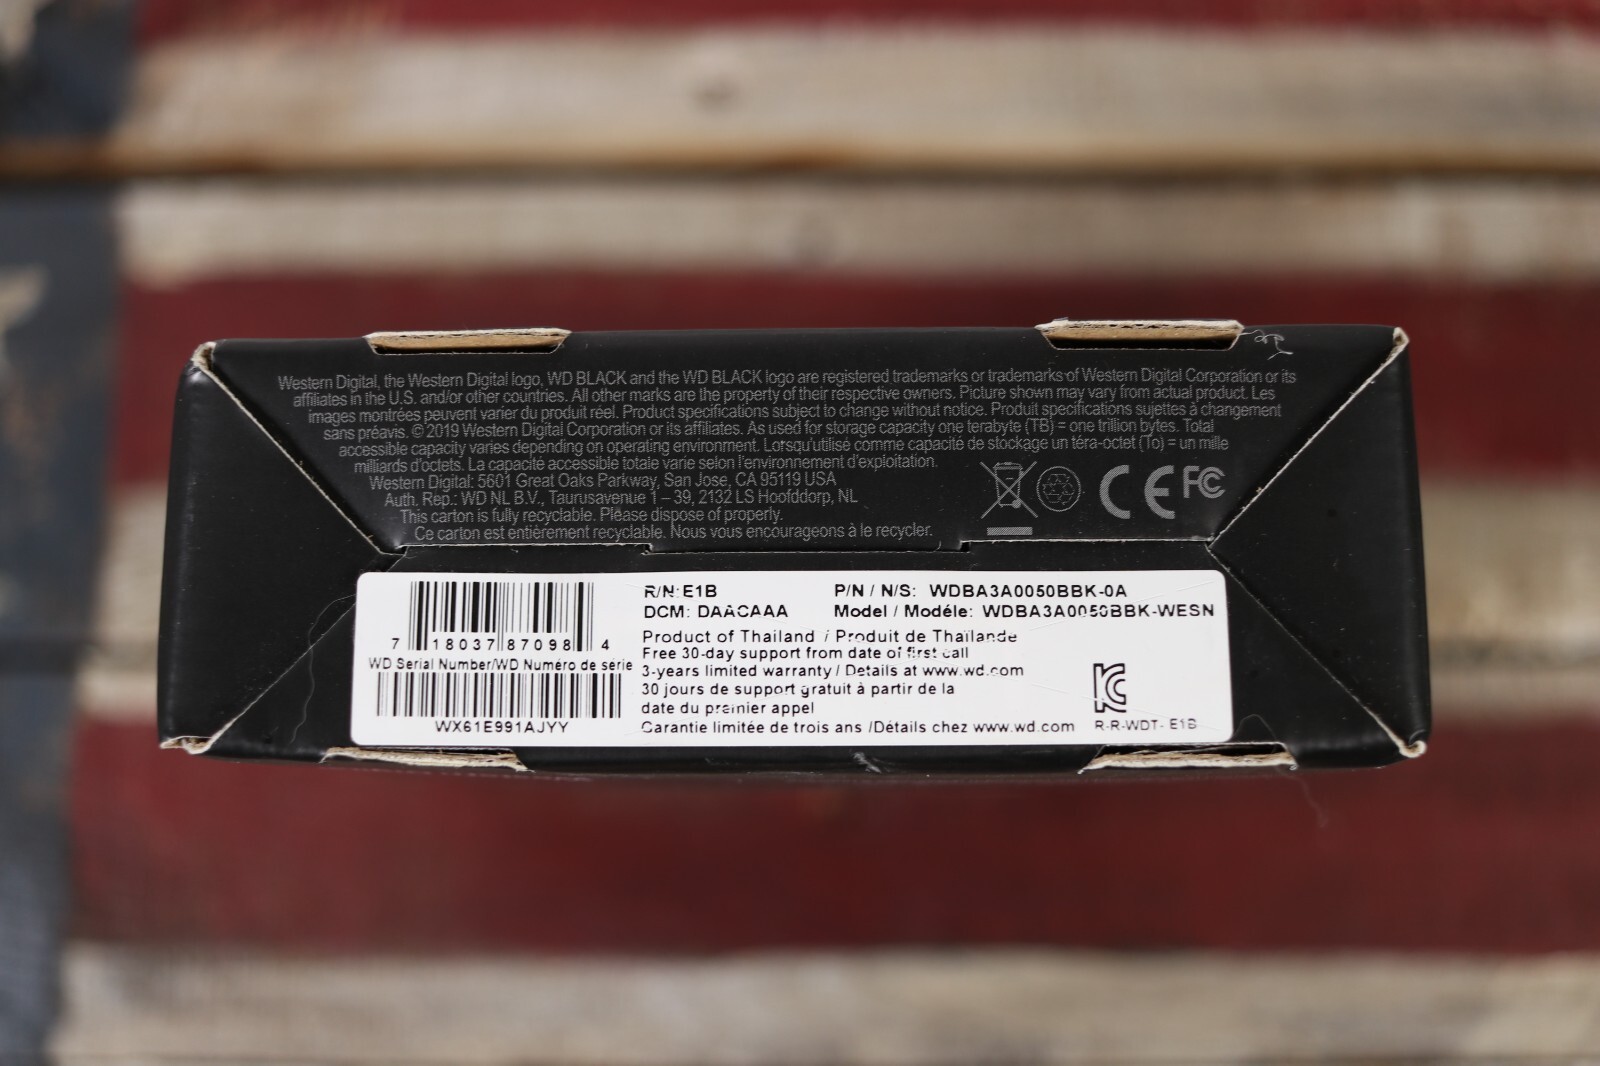 Western Digital, the Western Digital logo, WD BLACK and the WD BLACK logo are registered trademarks or trademarks of Western Digital Corporation or its
affiliates in the U.S. and/or other countries. All other marks are the property of their respective owners. Picture shown may vary from actual product. Les
images montrées peuvent varier du produit réel. Product specifications subject to change without notice. Produit spécifications sujettes à changement
sans préavis. © 2019 Western Digital Corporation or its affiliates. As used for storage capacity one terabyte (TB) = one trillion bytes. Total
accessible capacity varies depending on operating environment. Lorsqu'utilisé comme capacité de stockage un téra-octet (To) = un mille
milliards d'octets. La capacité accessible totale varie selon l'environnement d'exploitation.
Western Digital: 5601 Great Oaks Parkway, San Jose, CA 95119 USA
Auth. Rep.: WD NL B.V., Taurusavenue 1 – 39, 2132 LS Hoofddorp, NL
This carton is fully recyclable. Please dispose of properly.
Ce carton est entièrement recyclable. Nous vous encourageons à le recycler.
CE FC
7 18037 87098 4
WD Serial Number/WD Numéro de série
WX61E991AJYY
R/N: E1B
DCM: DAACAAA
P/N / N/S: WDBA3A0050BBK-0A
Model / Modéle: WDBA3A0050BBK-WESN
Product of Thailand / Produit de Thaïlande
Free 30-day support from date of first call
3-years limited warranty / Details at www.wd.com
30 jours de support gratuit à partir de la
date du premier appel
Garantie limitée de trois ans /Détails chez www.wd.com
R-R-WDT- E1B